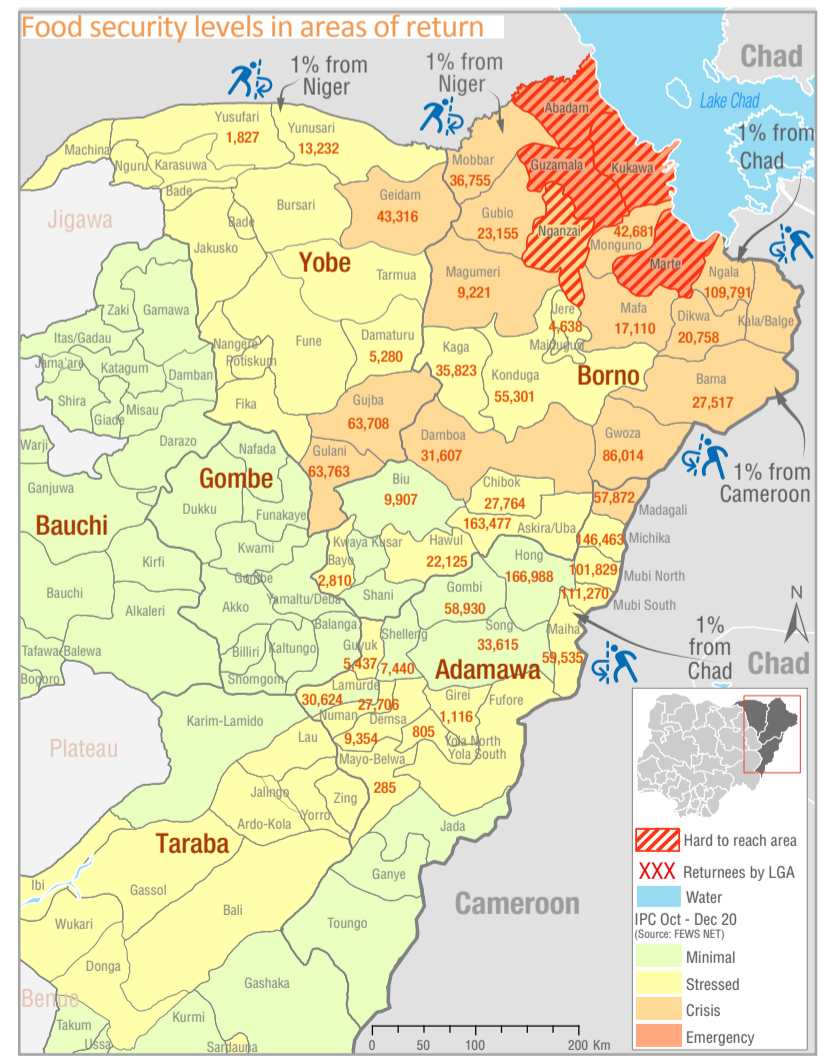 Food security levels in areas of return
Chad
1% from
Niger
1% from
Niger
Lake Chad
1% from
Chad
Abadam
Yusufari
1,827
Yunusari
13,232
Machina
Nguru
Karasuwa
Bade
Mobbar
36,755
Guzamala
Kukawa
Geidam
43,316
Bursari
Bade
Gubio
23,155
Nganzai
42,681
Monguno
Jigawa
Jakusko
Yobe
Tarmua
Magumeri
9,221
Marte
Ngala
109,791
Zaki
Gamawa
Jere
4,638
Maiduguri
Mafa
17,110
Dikwa
20,758
Kala/Balge
Itas/Gadau
Jama'are
Katagum
Damban
Nangere
Potiskum
Fune
Damaturu
5,280
Kaga
35,823
Konduga
55,301
Borno
Bama
27,517
Shira
Giade
Misau
Fika
Gujba
63,708
Damboa
31,607
Gwoza
86,014
Warji
Darazo
Nafada
Gulani
63,763
1% from
Cameroon
Ganjuwa
Gombe
Biu
9,907
Chibok
27,764
57,872
Madagali
Bauchi
Dukku
Funakaye
163,477
Askira/Uba
146,463
Michika
Kirfi
Kwami
Kwaya Kusar
Hawul
22,125
Bayo
2,810
Hong
166,988
101,829
Mubi North
Bauchi
Alkaleri
Gombe
Akko
Yamaltu/Deba
Shani
Gombi
58,930
111,270
Mubi South
Balanga
Shelleng
Song
33,615
Maiha
59,535
1%
from
Chad
Chad
N
Tafawa-Balewa
Bogoro
Billiri
Kaltungo
Shomgom
Guyuk
5,437
7,440
Adamawa
Lamurde
30,624
27,706
Numan
Demsa
9,354
Girei
1,116
Fufore
805
Yola North
Yola South
Karim-Lamido
Lau
Mayo-Belwa
285
Plateau
Jalingo
Zing
Yorro
Ardo-Kola
Taraba
Jada
Ganye
Ibi
Gassol
Bali
Toungo
Cameroon
Wukari
Donga
Gashaka
Benue
Takum
Ussa
Kurmi
Sardauna
Hard to reach area
XXX Returnees by LGA
Water
IPC Oct - Dec 20
(Source: FEWS NET)
Minimal
Stressed
Crisis
Emergency
0 50 100 200 Km